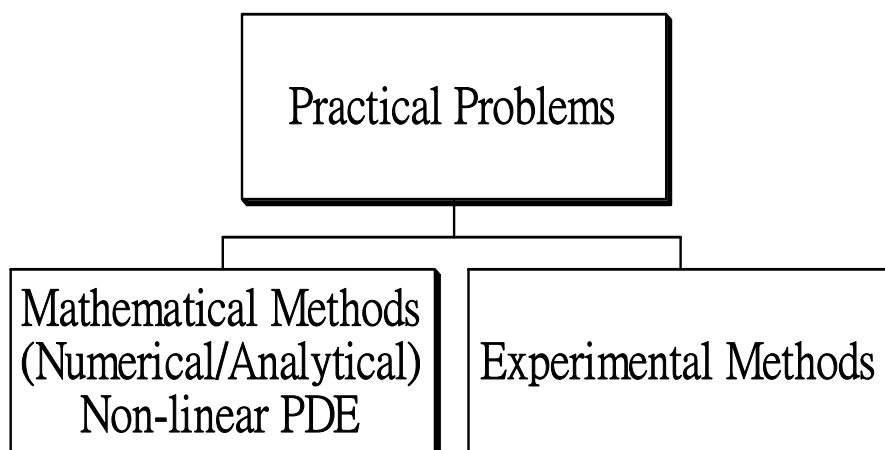 Practical Problems
Mathematical Methods
(Numerical/Analytical)
Non-linear PDE
Experimental Methods